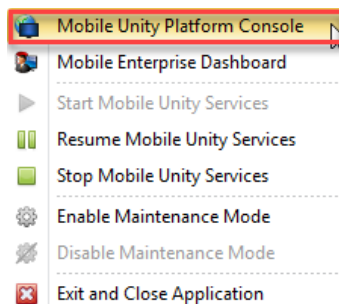 Mobile Unity Platform Console
Mobile Enterprise Dashboard
Start Mobile Unity Services
Resume Mobile Unity Services
Stop Mobile Unity Services
Enable Maintenance Mode
Disable Maintenance Mode
Exit and Close Application